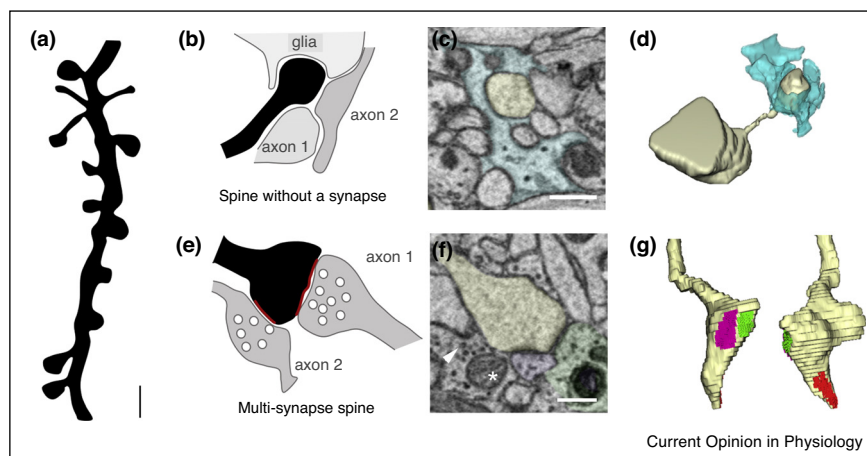 (a)
(b)
glia
axon 1
axon 2
Spine without a synapse
(c)
(d)
(e)
axon 1
axon 2
Multi-synapse spine
(f)
*
(g)
Current Opinion in Physiology